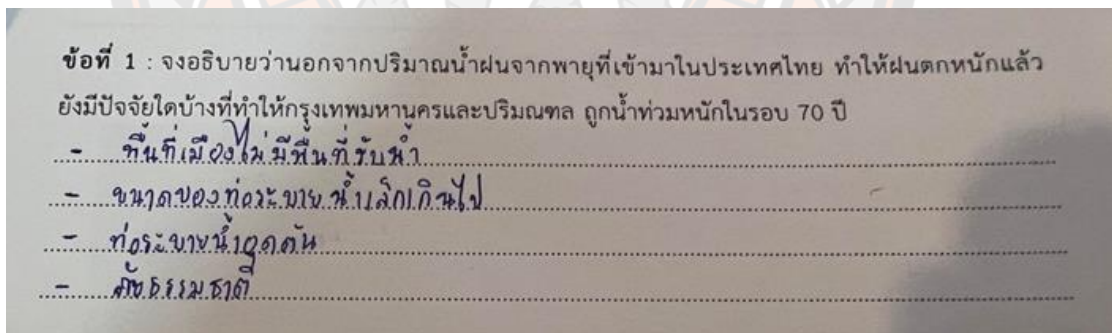 ข้อที่ 1 : จงอธิบายว่านอกจากปริมาณน้ำฝนจากพายุที่เข้ามาในประเทศไทย ทำให้ฝนตกหนักแล้ว
ยังมีปัจจัยใดบ้างที่ทำให้กรุงเทพมหานครและปริมณฑล ถูกน้ำท่วมหนักในรอบ 70 ปี
- พื้นที่เมืองไม่มีพื้นที่รับน้ำ
- ขนาดของท่อระบายน้ำเล็กเกินไป
- ท่อระบายน้ำอุดตัน
- ภัยธรรมชาติ